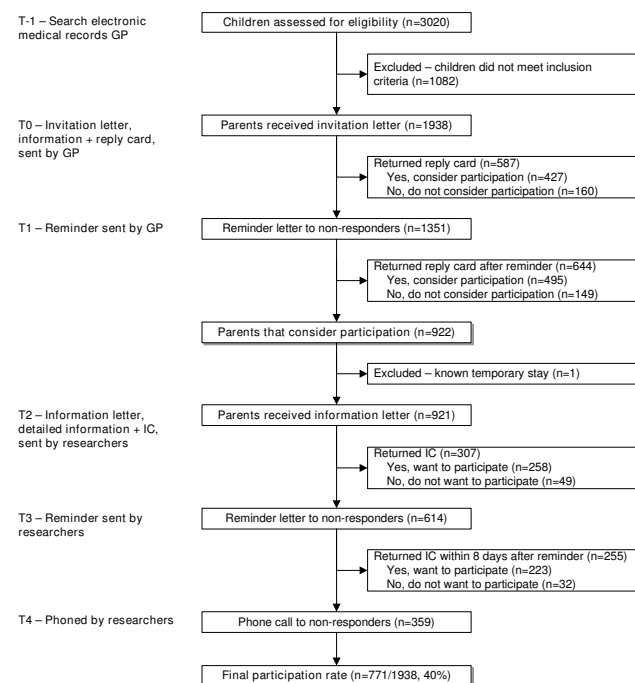 T-1 – Search electronic
medical records GP
Children assessed for eligibility (n=3020)
Excluded – children did not meet inclusion
criteria (n=1082)
T0 – Invitation letter,
information + reply card,
sent by GP
Parents received invitation letter (n=1938)
Returned reply card (n=587)
Yes, consider participation (n=427)
No, do not consider participation (n=160)
T1 – Reminder sent by GP
Reminder letter to non-responders (n=1351)
Returned reply card after reminder (n=644)
Yes, consider participation (n=495)
No, do not consider participation (n=149)
Parents that consider participation (n=922)
Excluded – known temporary stay (n=1)
T2 – Information letter,
detailed information + IC,
sent by researchers
Parents received information letter (n=921)
Returned IC (n=307)
Yes, want to participate (n=258)
No, do not want to participate (n=49)
T3 – Reminder sent by
researchers
Reminder letter to non-responders (n=614)
Returned IC within 8 days after reminder (n=255)
Yes, want to participate (n=223)
No, do not want to participate (n=32)
T4 – Phoned by researchers
Phone call to non-responders (n=359)
Final participation rate (n=771/1938, 40%)